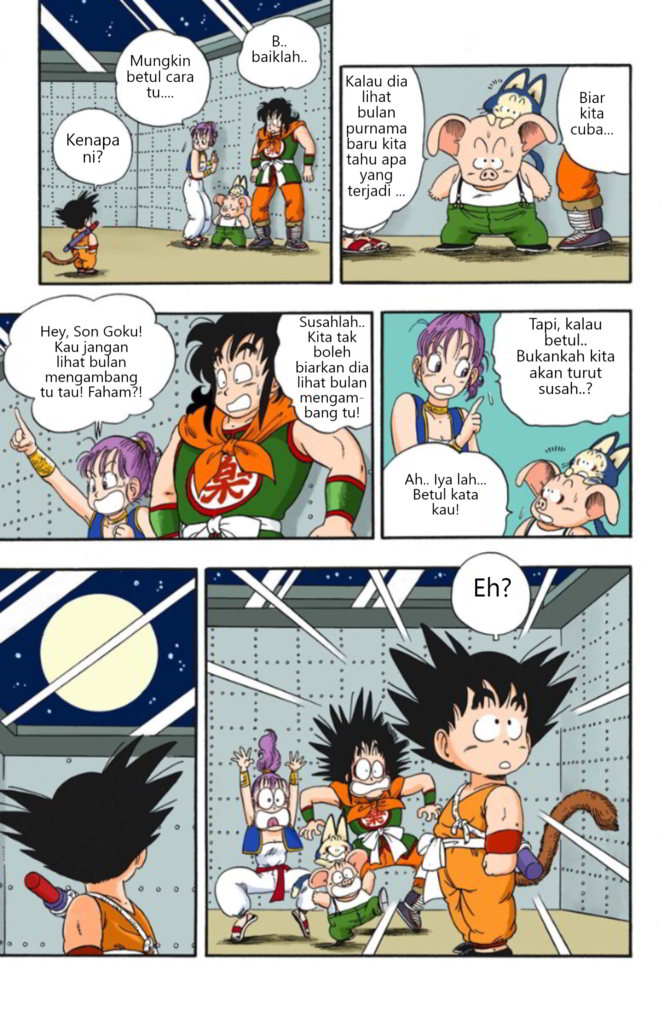 Kenapa
ni?
Mungkin
betul cara
tu....
B..
baiklah..
Kalau dia
lihat
bulan
purnama
baru kita
tahu apa
yang
terjadi ...
Biar
kita
cuba...
Hey, Son Goku!
Kau jangan
lihat bulan
mengambang
tu tau! Faham?!
Susahlah..
Kita tak
boleh
biarkan dia
lihat bulan
mengam-
bang tu!
Tapi, kalau
betul..
Bukankah kita
akan turut
susah..?
Ah.. Iya lah...
Betul kata
kau!
Eh?